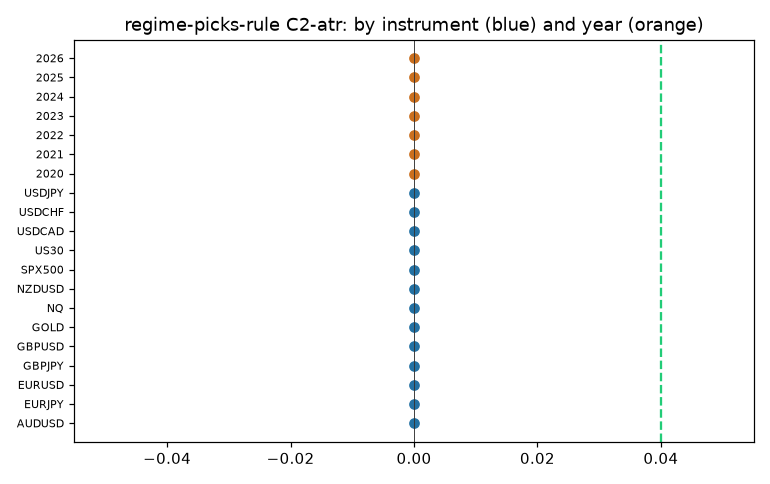 regime-picks-rule C2-atr: by instrument (blue) and year (orange)
2026
2025
2024
2023
2022
2021
2020
USDJPY
USDCHF
USDCAD
US30
SPX500
NZDUSD
NQ
GOLD
GBPUSD
GBPJPY
EURUSD
EURJPY
AUDUSD
−0.04 −0.02 0.00 0.02 0.04